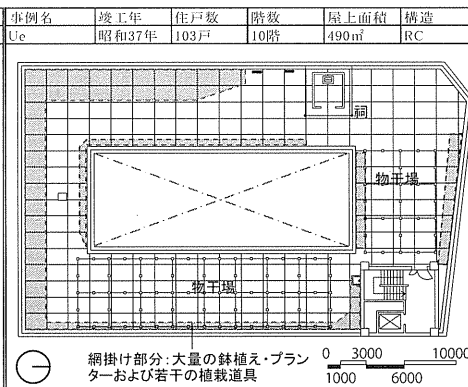 事例名 竣工年 住戸数 階数 屋上面積 構造
Ue 昭和37年 103戸 10階 490㎡ RC
祠
物干場
物干場
網掛け部分：大量の鉢植え・プラン
ターおよび若干の植栽道具
0 3000 10000
1000 6000